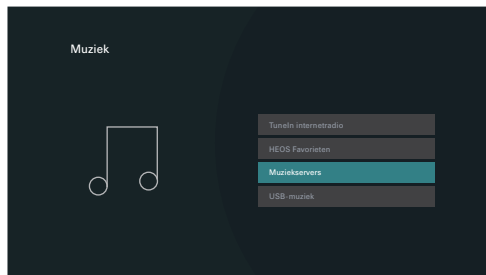 Muziek
TuneIn internetradio
HEOS Favorieten
Muziekservers
USB-muziek